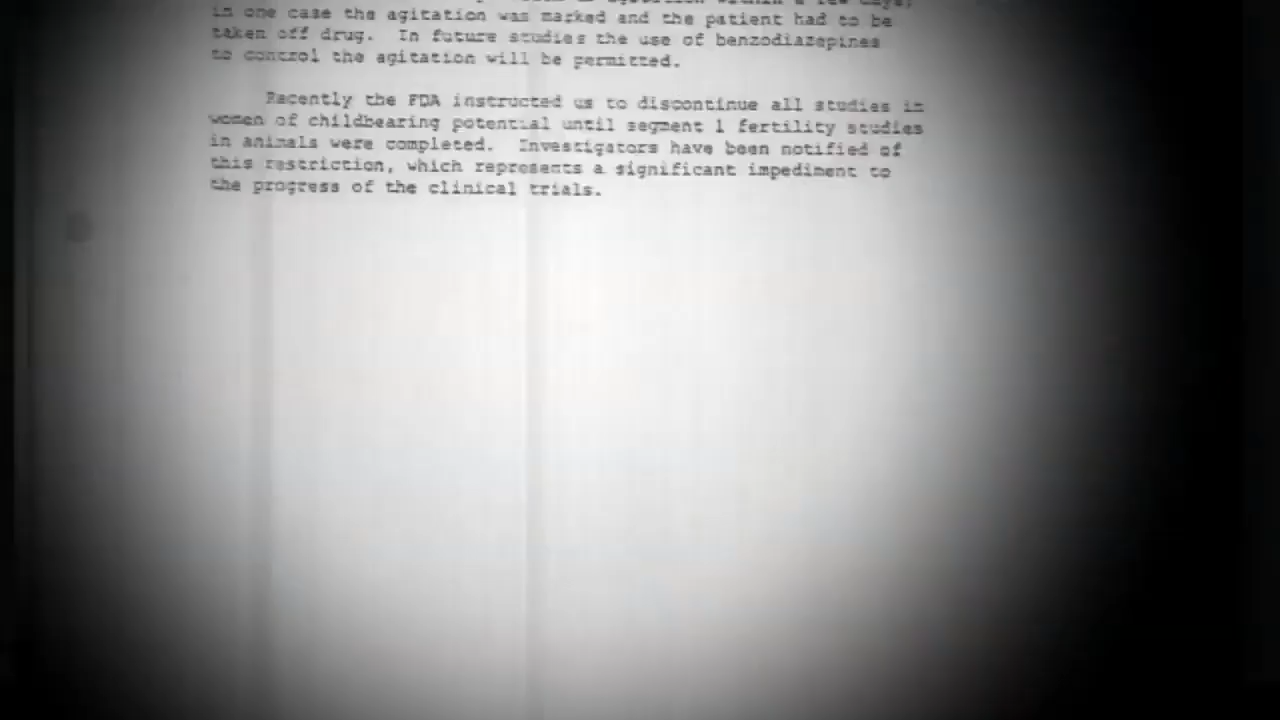 within a few days;
in one case the agitation was marked and the patient had to be
taken off drug. In future studies the use of benzodiazepines
to control the agitation will be permitted.
Recently the FDA instructed us to discontinue all studies in
women of childbearing potential until segment 1 fertility studies
in animals were completed. Investigators have been notified of
this restriction, which represents a significant impediment to
the progress of the clinical trials.